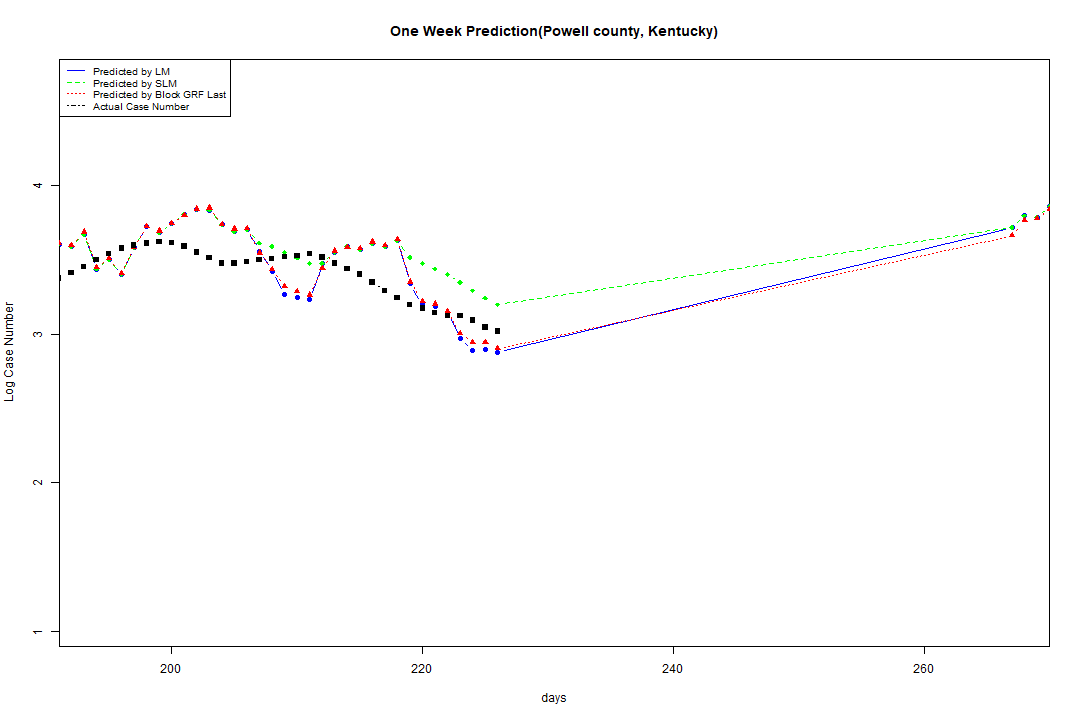 One Week Prediction(Powell county, Kentucky)
Predicted by LM
Predicted by SLM
Predicted by Block GRF Last
Actual Case Number
4
3
2
1
Log Case Number
200 220 240 260
days